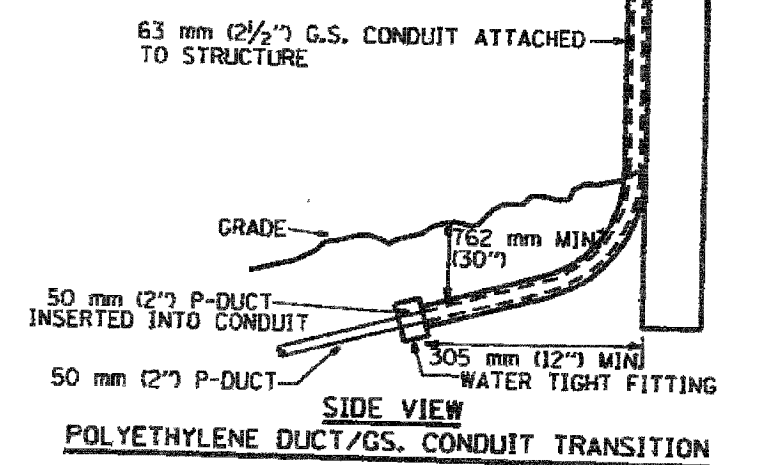 63 mm (2½") G.S. CONDUIT ATTACHED
TO STRUCTURE
GRADE
762 mm MIN.
(30")
50 mm (2") P-DUCT
INSERTED INTO CONDUIT
305 mm (12") MIN.
50 mm (2") P-DUCT
WATER TIGHT FITTING
SIDE VIEW
POLYETHYLENE DUCT/GS. CONDUIT TRANSITION